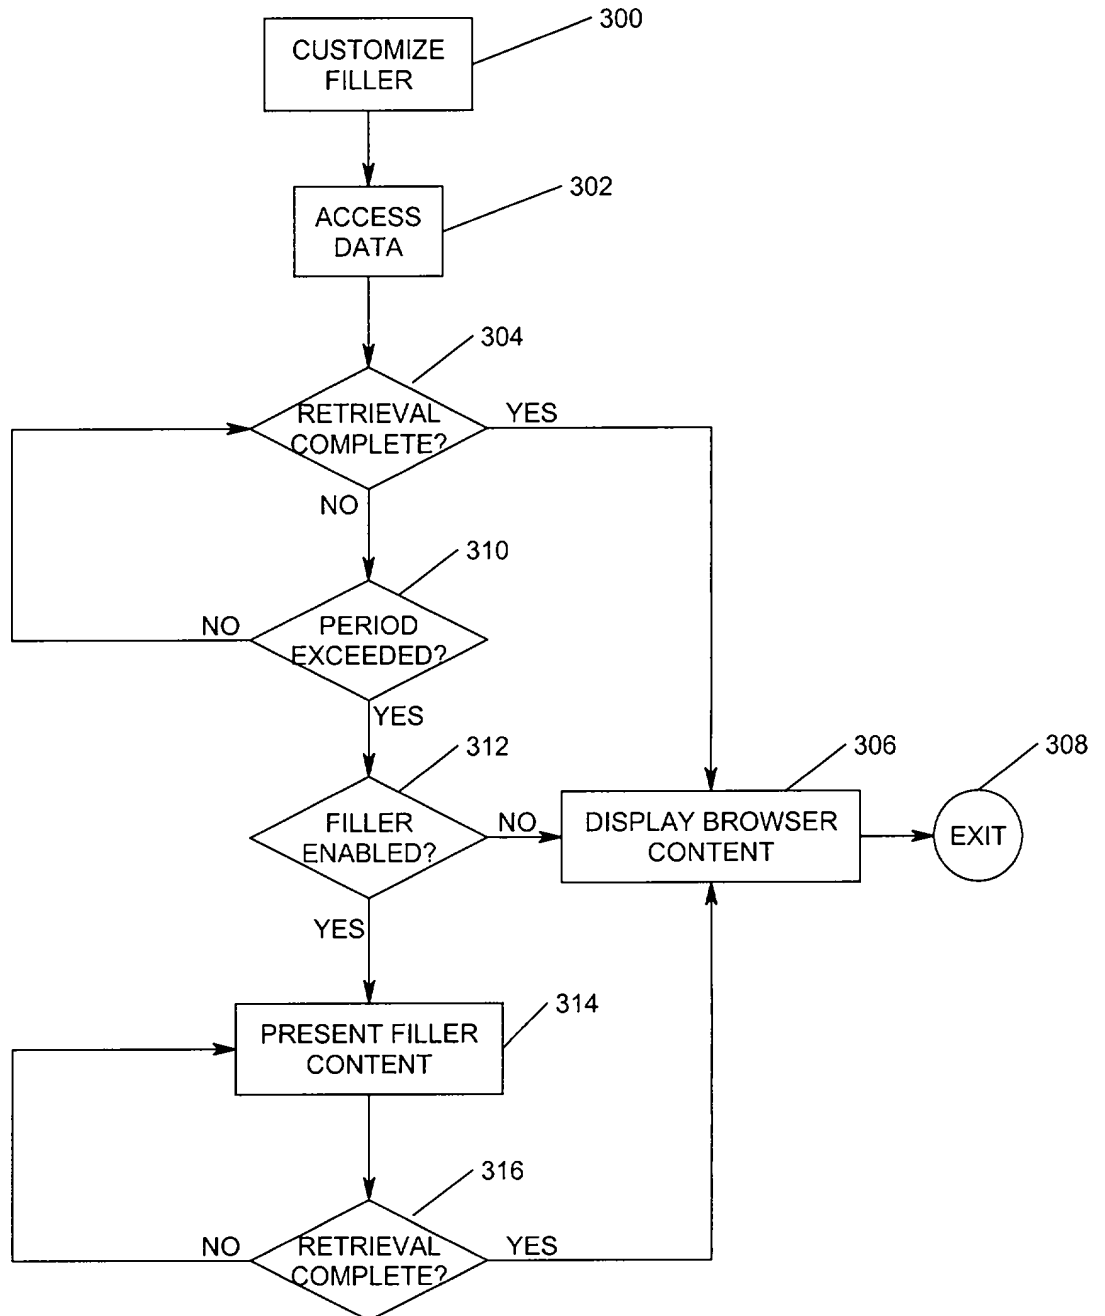 300
CUSTOMIZE
FILLER
302
ACCESS
DATA
304
RETRIEVAL
COMPLETE?
YES
NO
310
PERIOD
EXCEEDED?
NO
YES
312
FILLER
ENABLED?
NO
306
DISPLAY BROWSER
CONTENT
308
EXIT
YES
314
PRESENT FILLER
CONTENT
316
RETRIEVAL
COMPLETE?
NO
YES